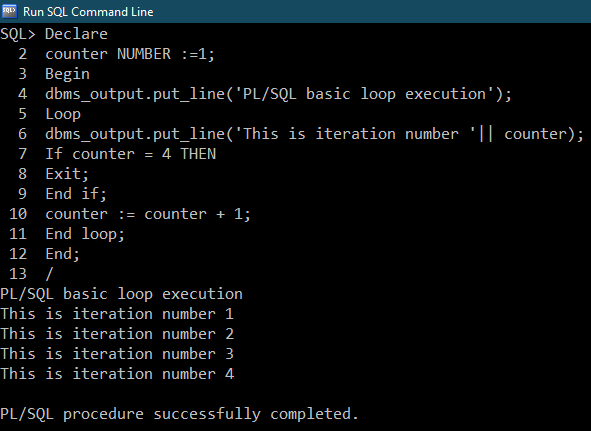 Run SQL Command Line
SQL> Declare
  2  counter NUMBER :=1;
  3  Begin
  4  dbms_output.put_line('PL/SQL basic loop execution');
  5  Loop
  6  dbms_output.put_line('This is iteration number '|| counter);
  7  If counter = 4 THEN
  8  Exit;
  9  End if;
 10  counter := counter + 1;
 11  End loop;
 12  End;
 13  /
PL/SQL basic loop execution
This is iteration number 1
This is iteration number 2
This is iteration number 3
This is iteration number 4

PL/SQL procedure successfully completed.